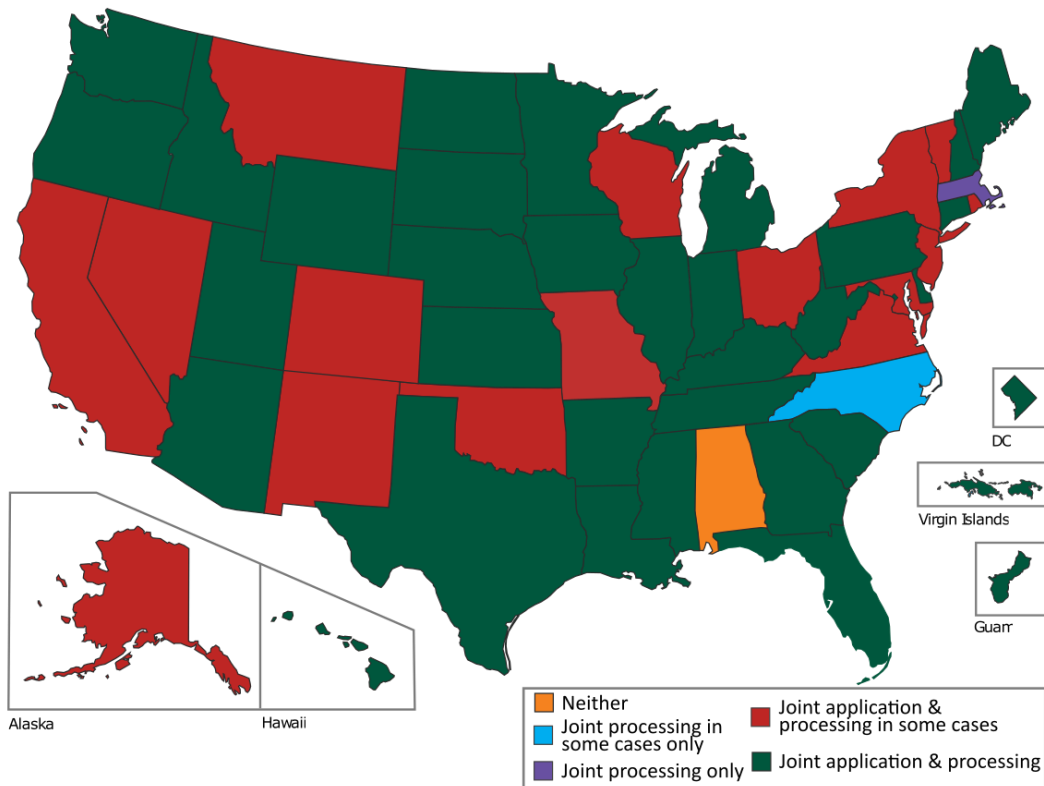 DC
Virgin Islands
Guam
Alaska
Hawaii
Neither
Joint processing in
some cases only
Joint processing only
Joint application &
processing in some cases
Joint application & processing